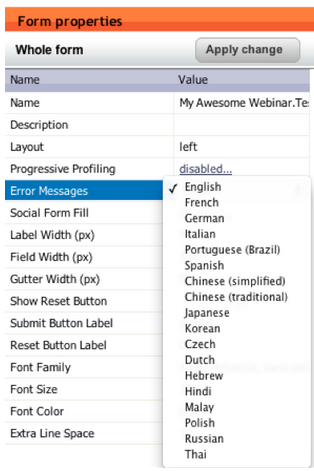 Form properties
Whole form Apply change
Name Value
Name My Awesome Webinar.Te
Description
Layout left
Progressive Profiling disabled...
Error Messages
Social Form Fill
Label Width (px)
Field Width (px)
Gutter Width (px)
Show Reset Button
Submit Button Label
Reset Button Label
Font Family
Font Size
Font Color
Extra Line Space
✓ English
French
German
Italian
Portuguese (Brazil)
Spanish
Chinese (simplified)
Chinese (traditional)
Japanese
Korean
Czech
Dutch
Hebrew
Hindi
Malay
Polish
Russian
Thai